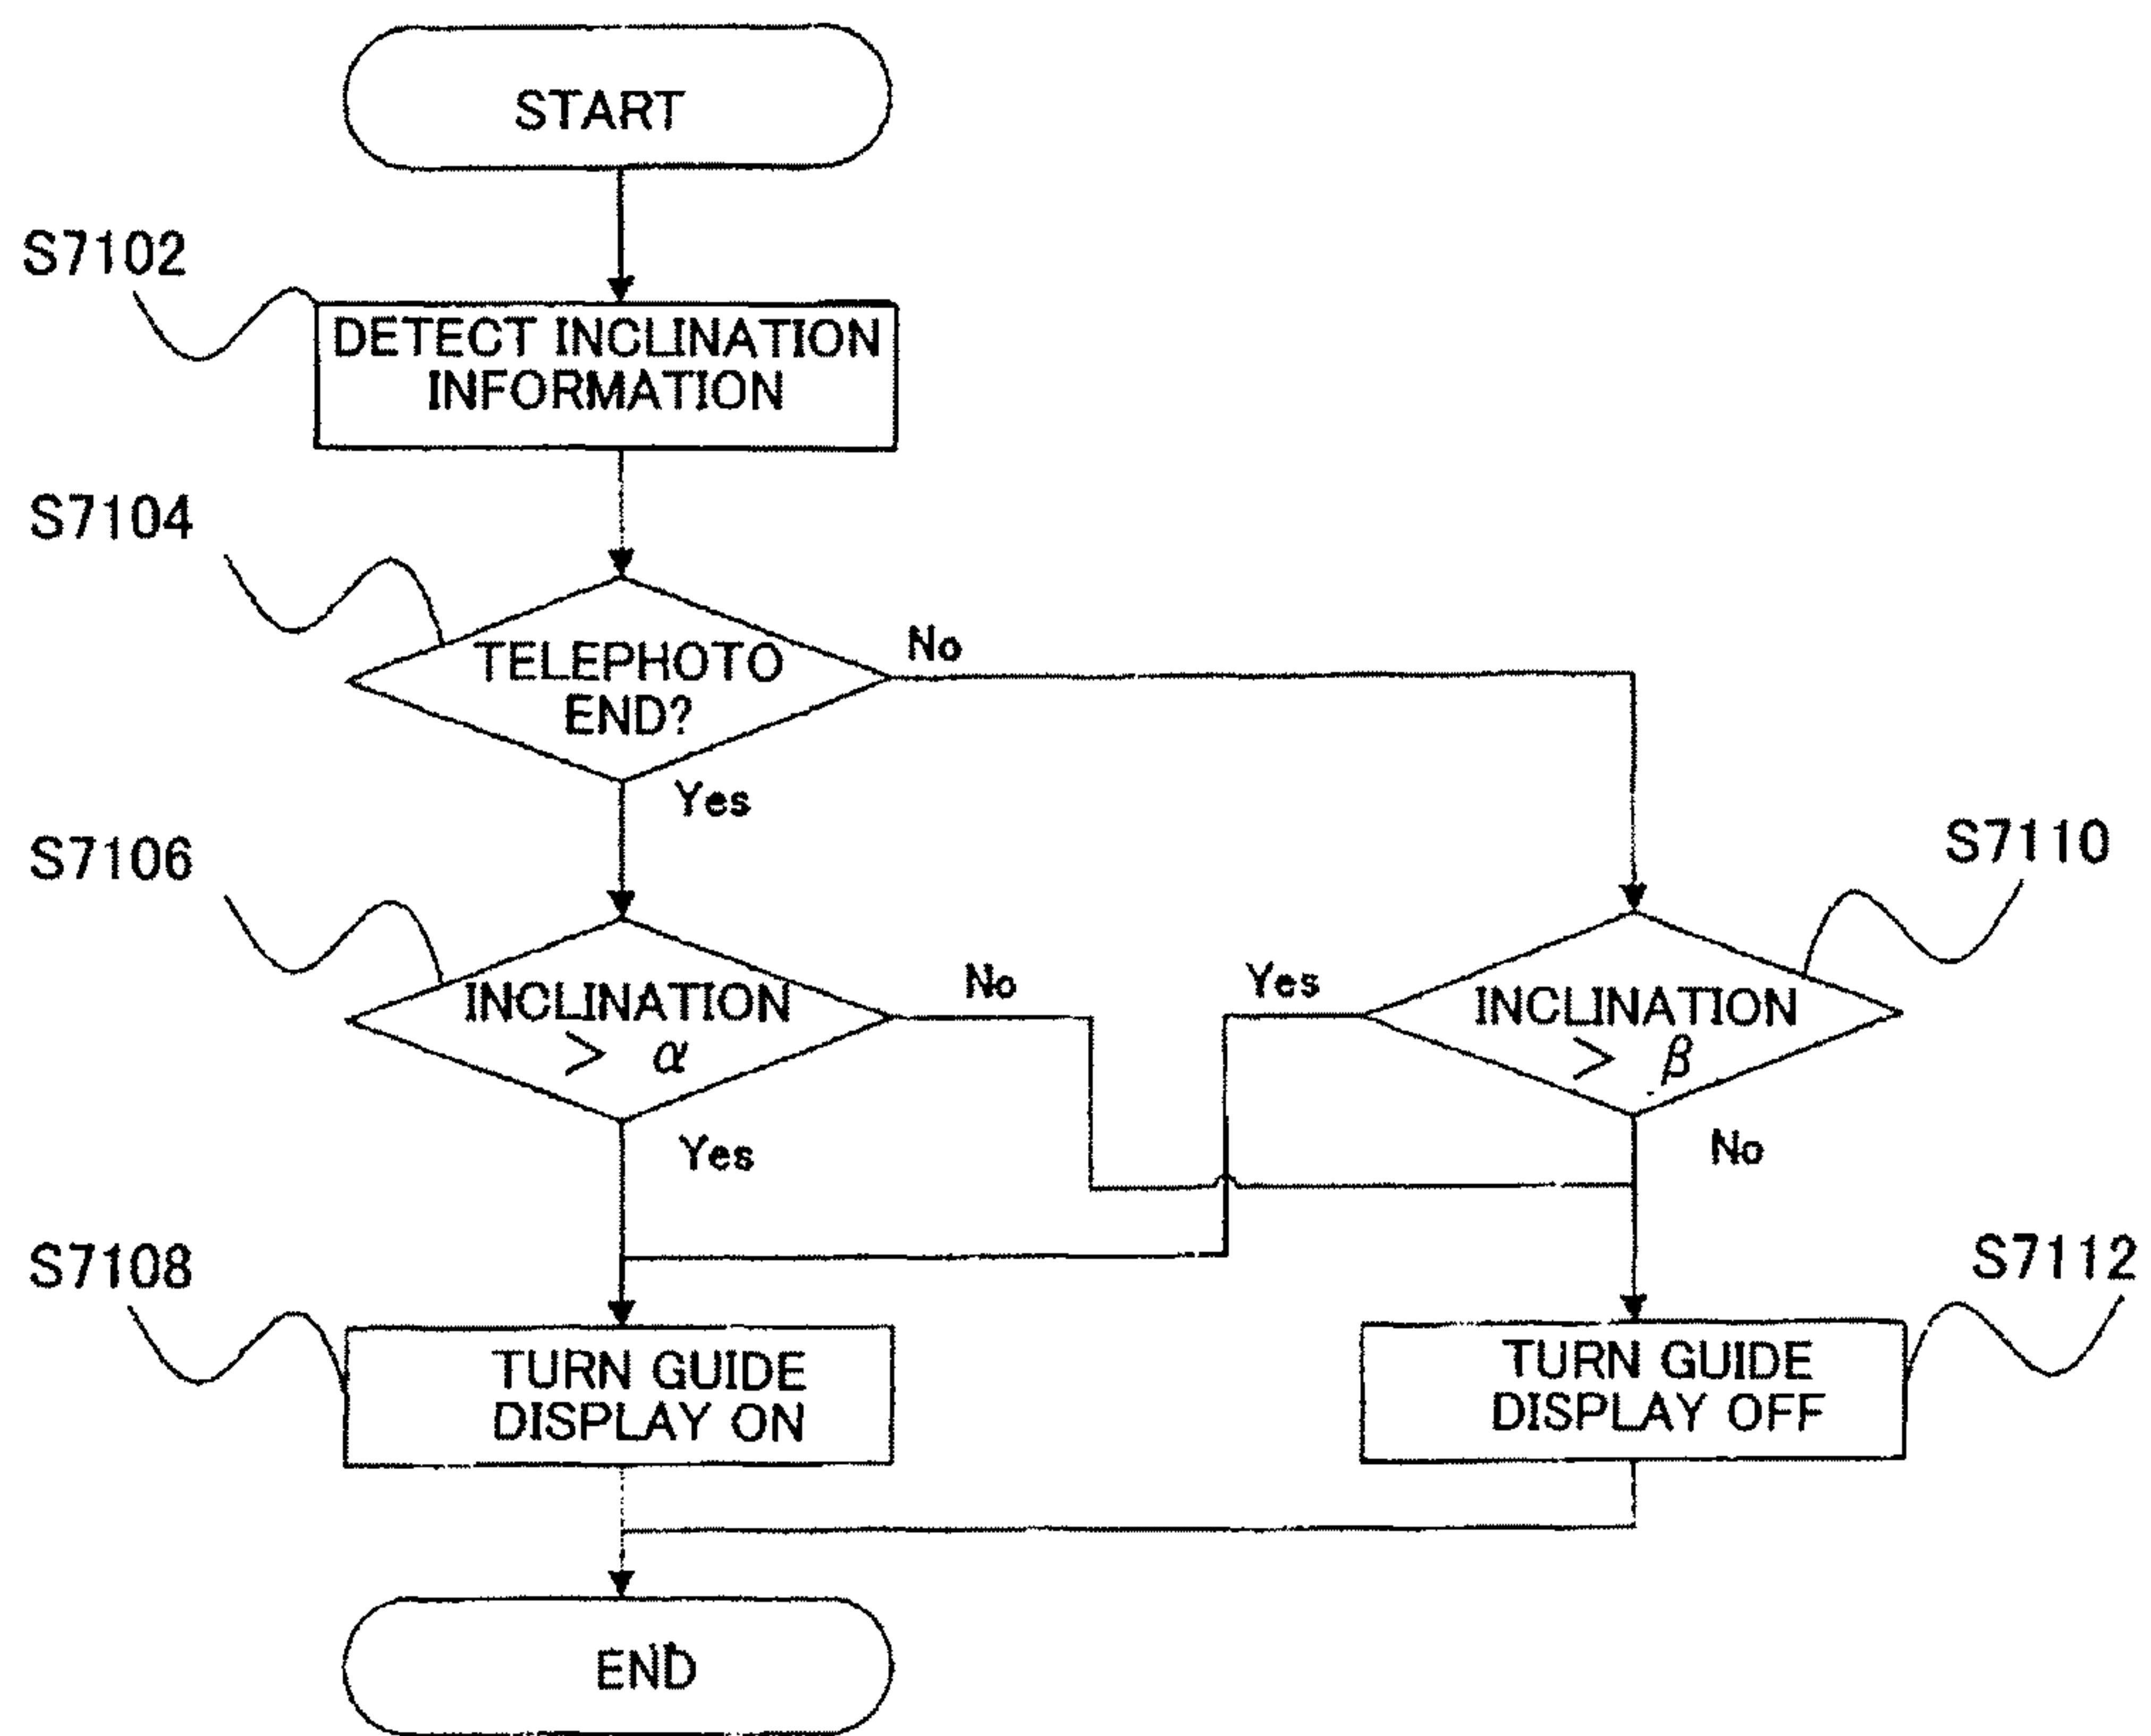 START
S7102
DETECT INCLINATION
INFORMATION
S7104
TELEPHOTO
END?
No
Yes
S7106
INCLINATION
> α
No
Yes
S7110
Yes
INCLINATION
> β
No
S7108
TURN GUIDE
DISPLAY ON
S7112
TURN GUIDE
DISPLAY OFF
END